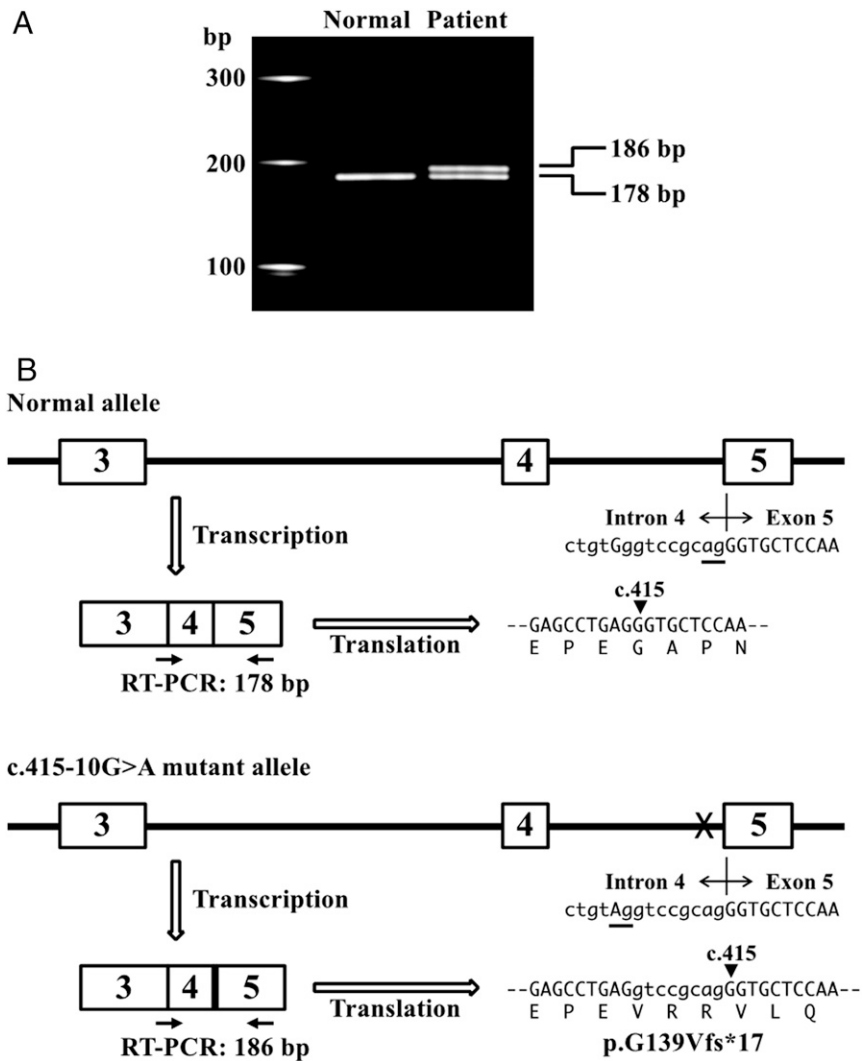 A
Normal Patient
bp
300
200
100
186 bp
178 bp
B
Normal allele
3
4
5
Transcription
Intron 4
Exon 5
ctgtGggtccgcagGGTGCTCCAA
c.415
3
4
5
Translation
--GAGCCTGAGGGTGCTCCAA--
E P E G A P N
RT-PCR: 178 bp
c.415-10G>A mutant allele
3
X
4
5
Transcription
Intron 4
Exon 5
ctgtAggtccgcagGGTGCTCCAA
c.415
3
4
5
Translation
--GAGCCTGAGgtccgcagGGTGCTCCAA--
E P E V R R V L Q
RT-PCR: 186 bp
p.G139Vfs*17